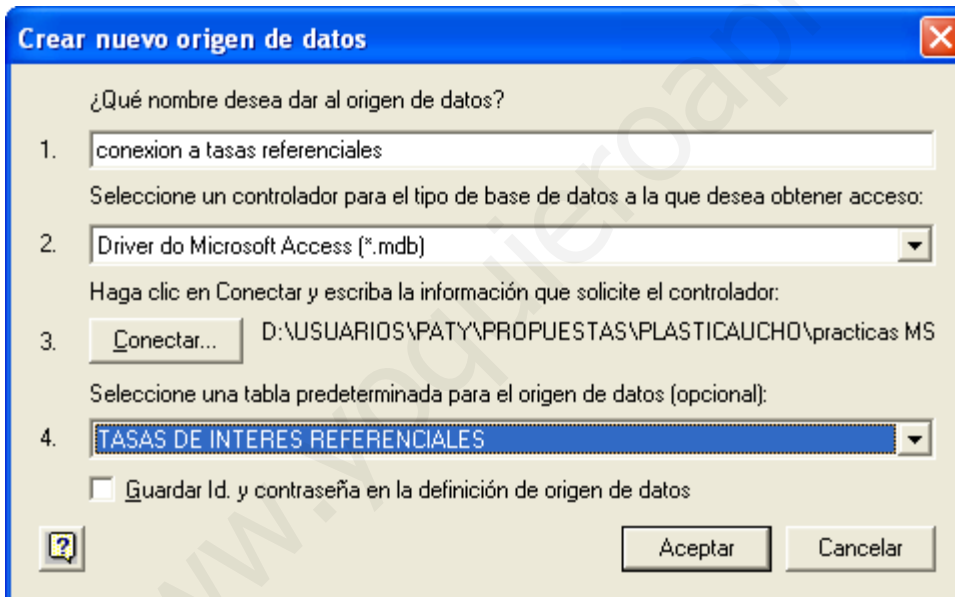 Crear nuevo origen de datos
¿Qué nombre desea dar al origen de datos?
1. conexion a tasas referenciales
Seleccione un controlador para el tipo de base de datos a la que desea obtener acceso:
2. Driver do Microsoft Access (*.mdb)
Haga clic en Conectar y escriba la información que solicite el controlador:
3. Conectar... D:\USUARIOS\PATY\PROPUESTAS\PLASTICAUCHO\practicas MS
Seleccione una tabla predeterminada para el origen de datos (opcional):
4. TASAS DE INTERES REFERENCIALES
Guardar Id. y contraseña en la definición de origen de datos
? Aceptar Cancelar
www.yoquieroap